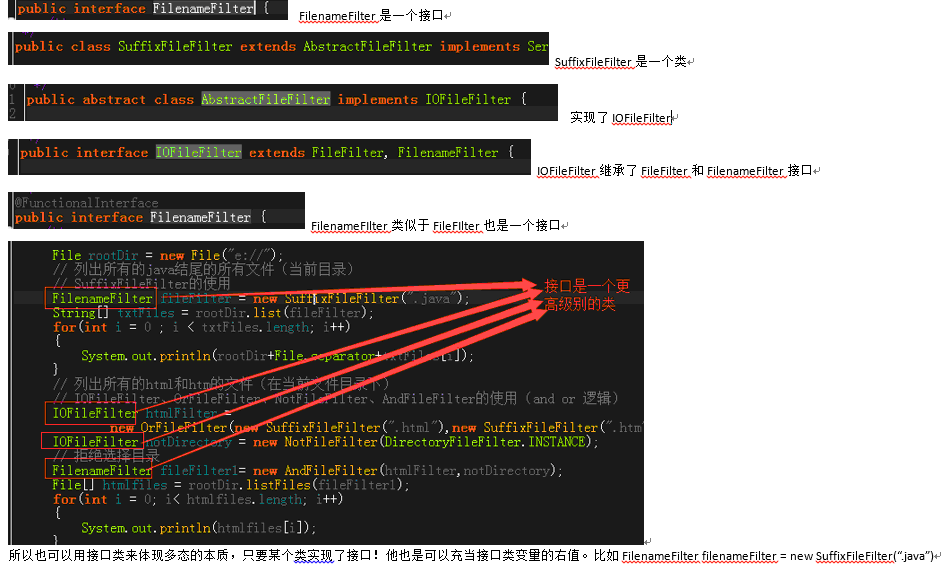 public interface FilenameFilter {
FilenameFilter 是一个接口
public class SuffixFileFilter extends AbstractFileFilter implements Ser
SuffixFileFilter 是一个类
*/
1
public abstract class AbstractFileFilter implements IOFileFilter {
2
实现了 IOFileFilter
public interface IOFileFilter extends FileFilter, FilenameFilter {
IOFileFilter 继承了 FileFilter 和 FilenameFilter 接口
@FunctionalInterface
public interface FilenameFilter {
FilenameFIlter 类似于 FileFIlter 也是一个接口
File rootDir = new File("e://");
// 列出所有的java结尾的所有文件（当前目录）
// SuffixFileFilter的使用
FilenameFilter fileFilter = new SuffixFileFilter(".java");
String[] txtFiles = rootDir.list(fileFilter);
for(int i = 0 ; i < txtFiles.length; i++)
{
System.out.println(rootDir+File.separator+txtFiles[i]);
}
// 列出所有的html和htm的文件（在当前文件目录下）
// IOFileFilter、OrFileFilter、NotFileFilter、AndFileFilter的使用（and or 逻辑）
IOFileFilter htmlFilter =
new OrFileFilter(new SuffixFileFilter(".html"),new SuffixFileFilter(".htm
IOFileFilter notDirectory = new NotFileFilter(DirectoryFileFilter.INSTANCE);
// 拒绝选择目录
FilenameFilter fileFilter1= new AndFileFilter(htmlFilter,notDirectory);
File[] htmlfiles = rootDir.listFiles(fileFilter1);
for(int i = 0; i< htmlfiles.length; i++)
{
System.out.println(htmlfiles[i]);
}
接口是一个更
高级别的类
所以也可以用接口类来体现多态的本质，只要某个类实现了接口！他也是可以充当接口类变量的右值。比如 FilenameFilter filenameFilter = new SuffixFileFilter(“.java”)